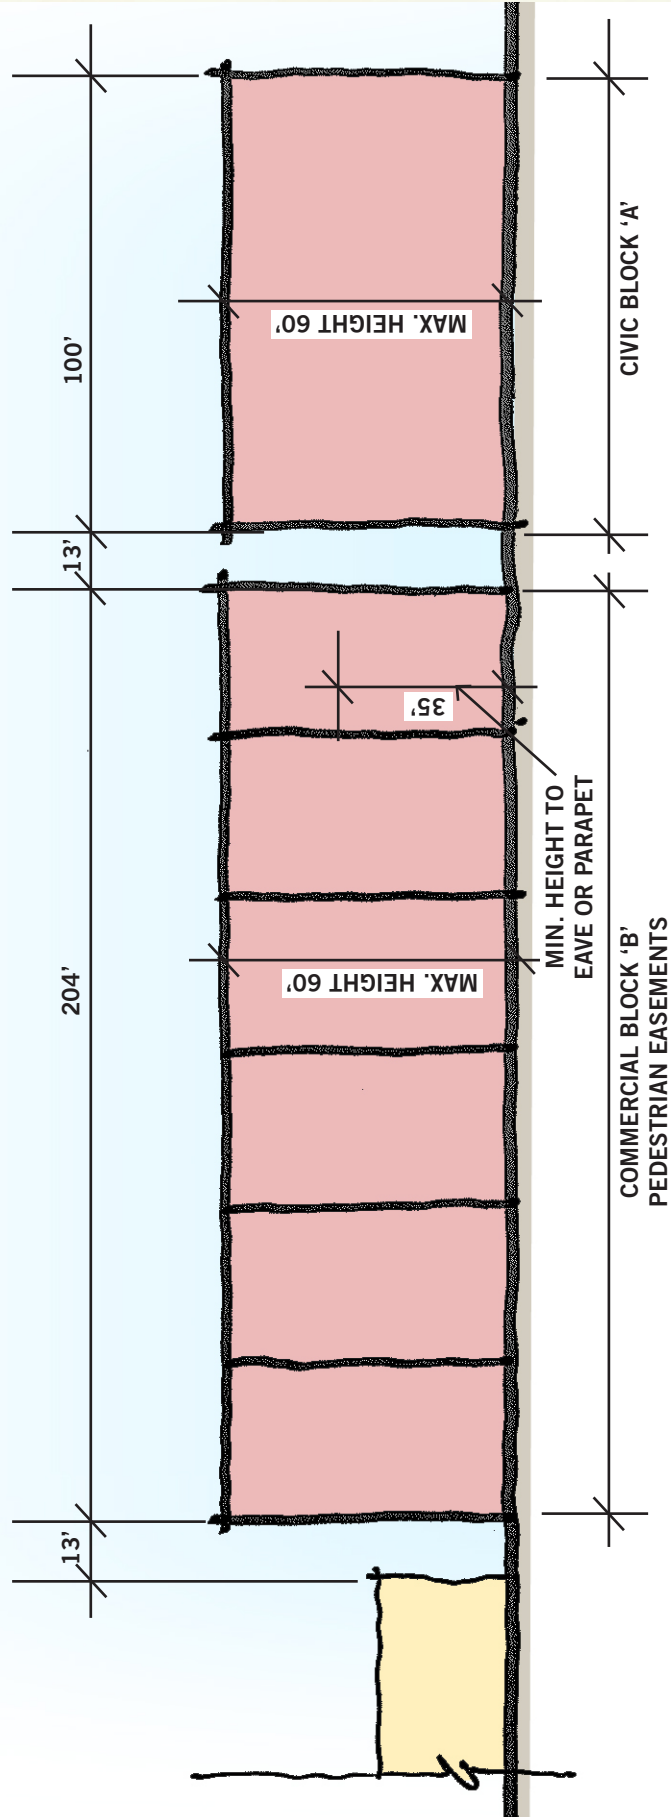 13’
204’
13’
100’
MAX. HEIGHT 60’
35’
MAX. HEIGHT 60’
MIN. HEIGHT TO
EAVE OR PARAPET
COMMERCIAL BLOCK ‘B’
PEDESTRIAN EASEMENTS
CIVIC BLOCK ‘A’